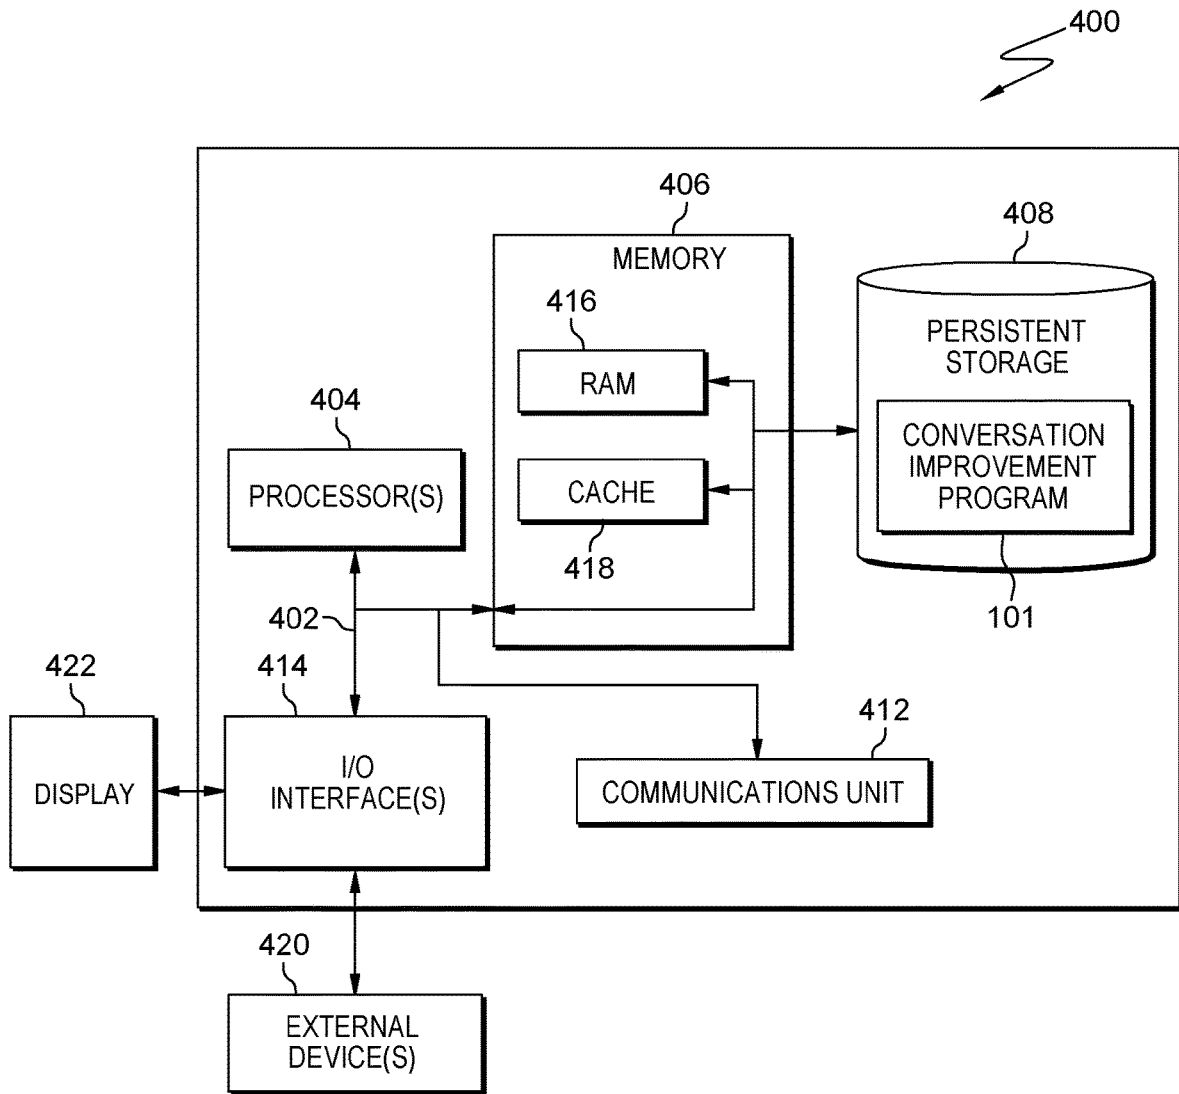 400
406
MEMORY
408
416
RAM
PERSISTENT
STORAGE
404
PROCESSOR(S)
CACHE
418
CONVERSATION
IMPROVEMENT
PROGRAM
101
402
422
414
412
DISPLAY
I/O
INTERFACE(S)
COMMUNICATIONS UNIT
420
EXTERNAL
DEVICE(S)